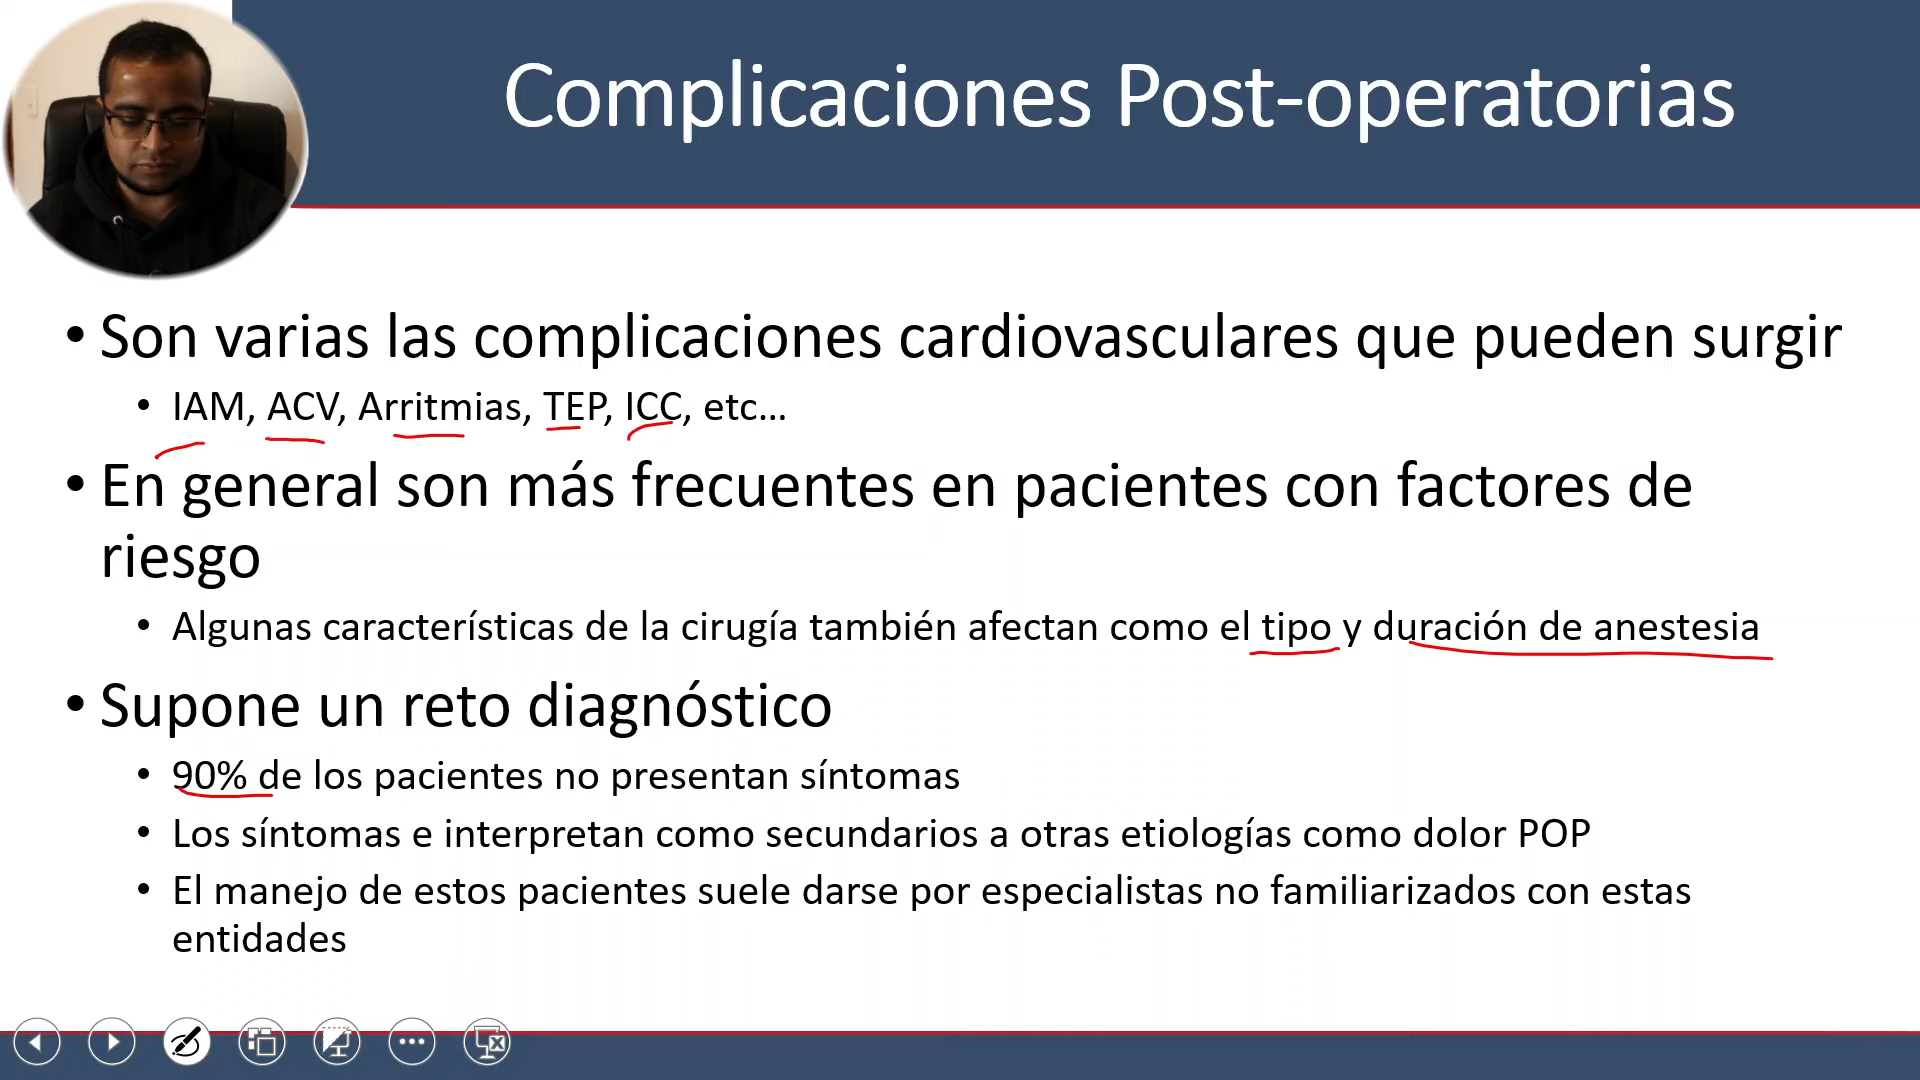 Complicaciones Post-operatorias
• Son varias las complicaciones cardiovasculares que pueden surgir
• IAM, ACV, Arritmias, TEP, ICC, etc...
• En general son más frecuentes en pacientes con factores de
riesgo
• Algunas características de la cirugía también afectan como el tipo y duración de anestesia
• Supone un reto diagnóstico
• 90% de los pacientes no presentan síntomas
• Los síntomas e interpretan como secundarios a otras etiologías como dolor POP
• El manejo de estos pacientes suele darse por especialistas no familiarizados con estas
entidades